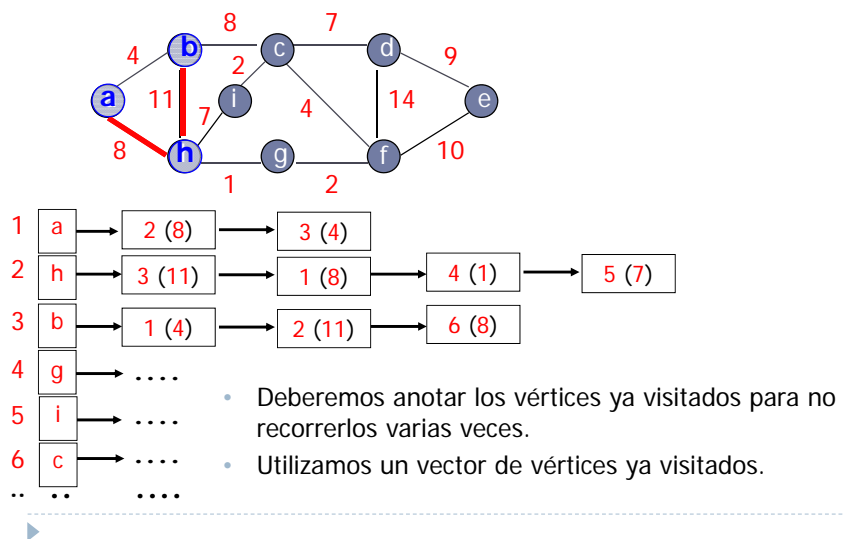 8 7
4 b c d 9
2
a 11 i 4 14 e
7
8 h g f 10
1 2
1 a 2 (8) 3 (4)
2 h 3 (11) 1 (8) 4 (1) 5 (7)
3 b 1 (4) 2 (11) 6 (8)
4 g ....
5 i ....
6 c ....
.. .. ....
• Deberemos anotar los vértices ya visitados para no
recorrerlos varias veces.
• Utilizamos un vector de vértices ya visitados.